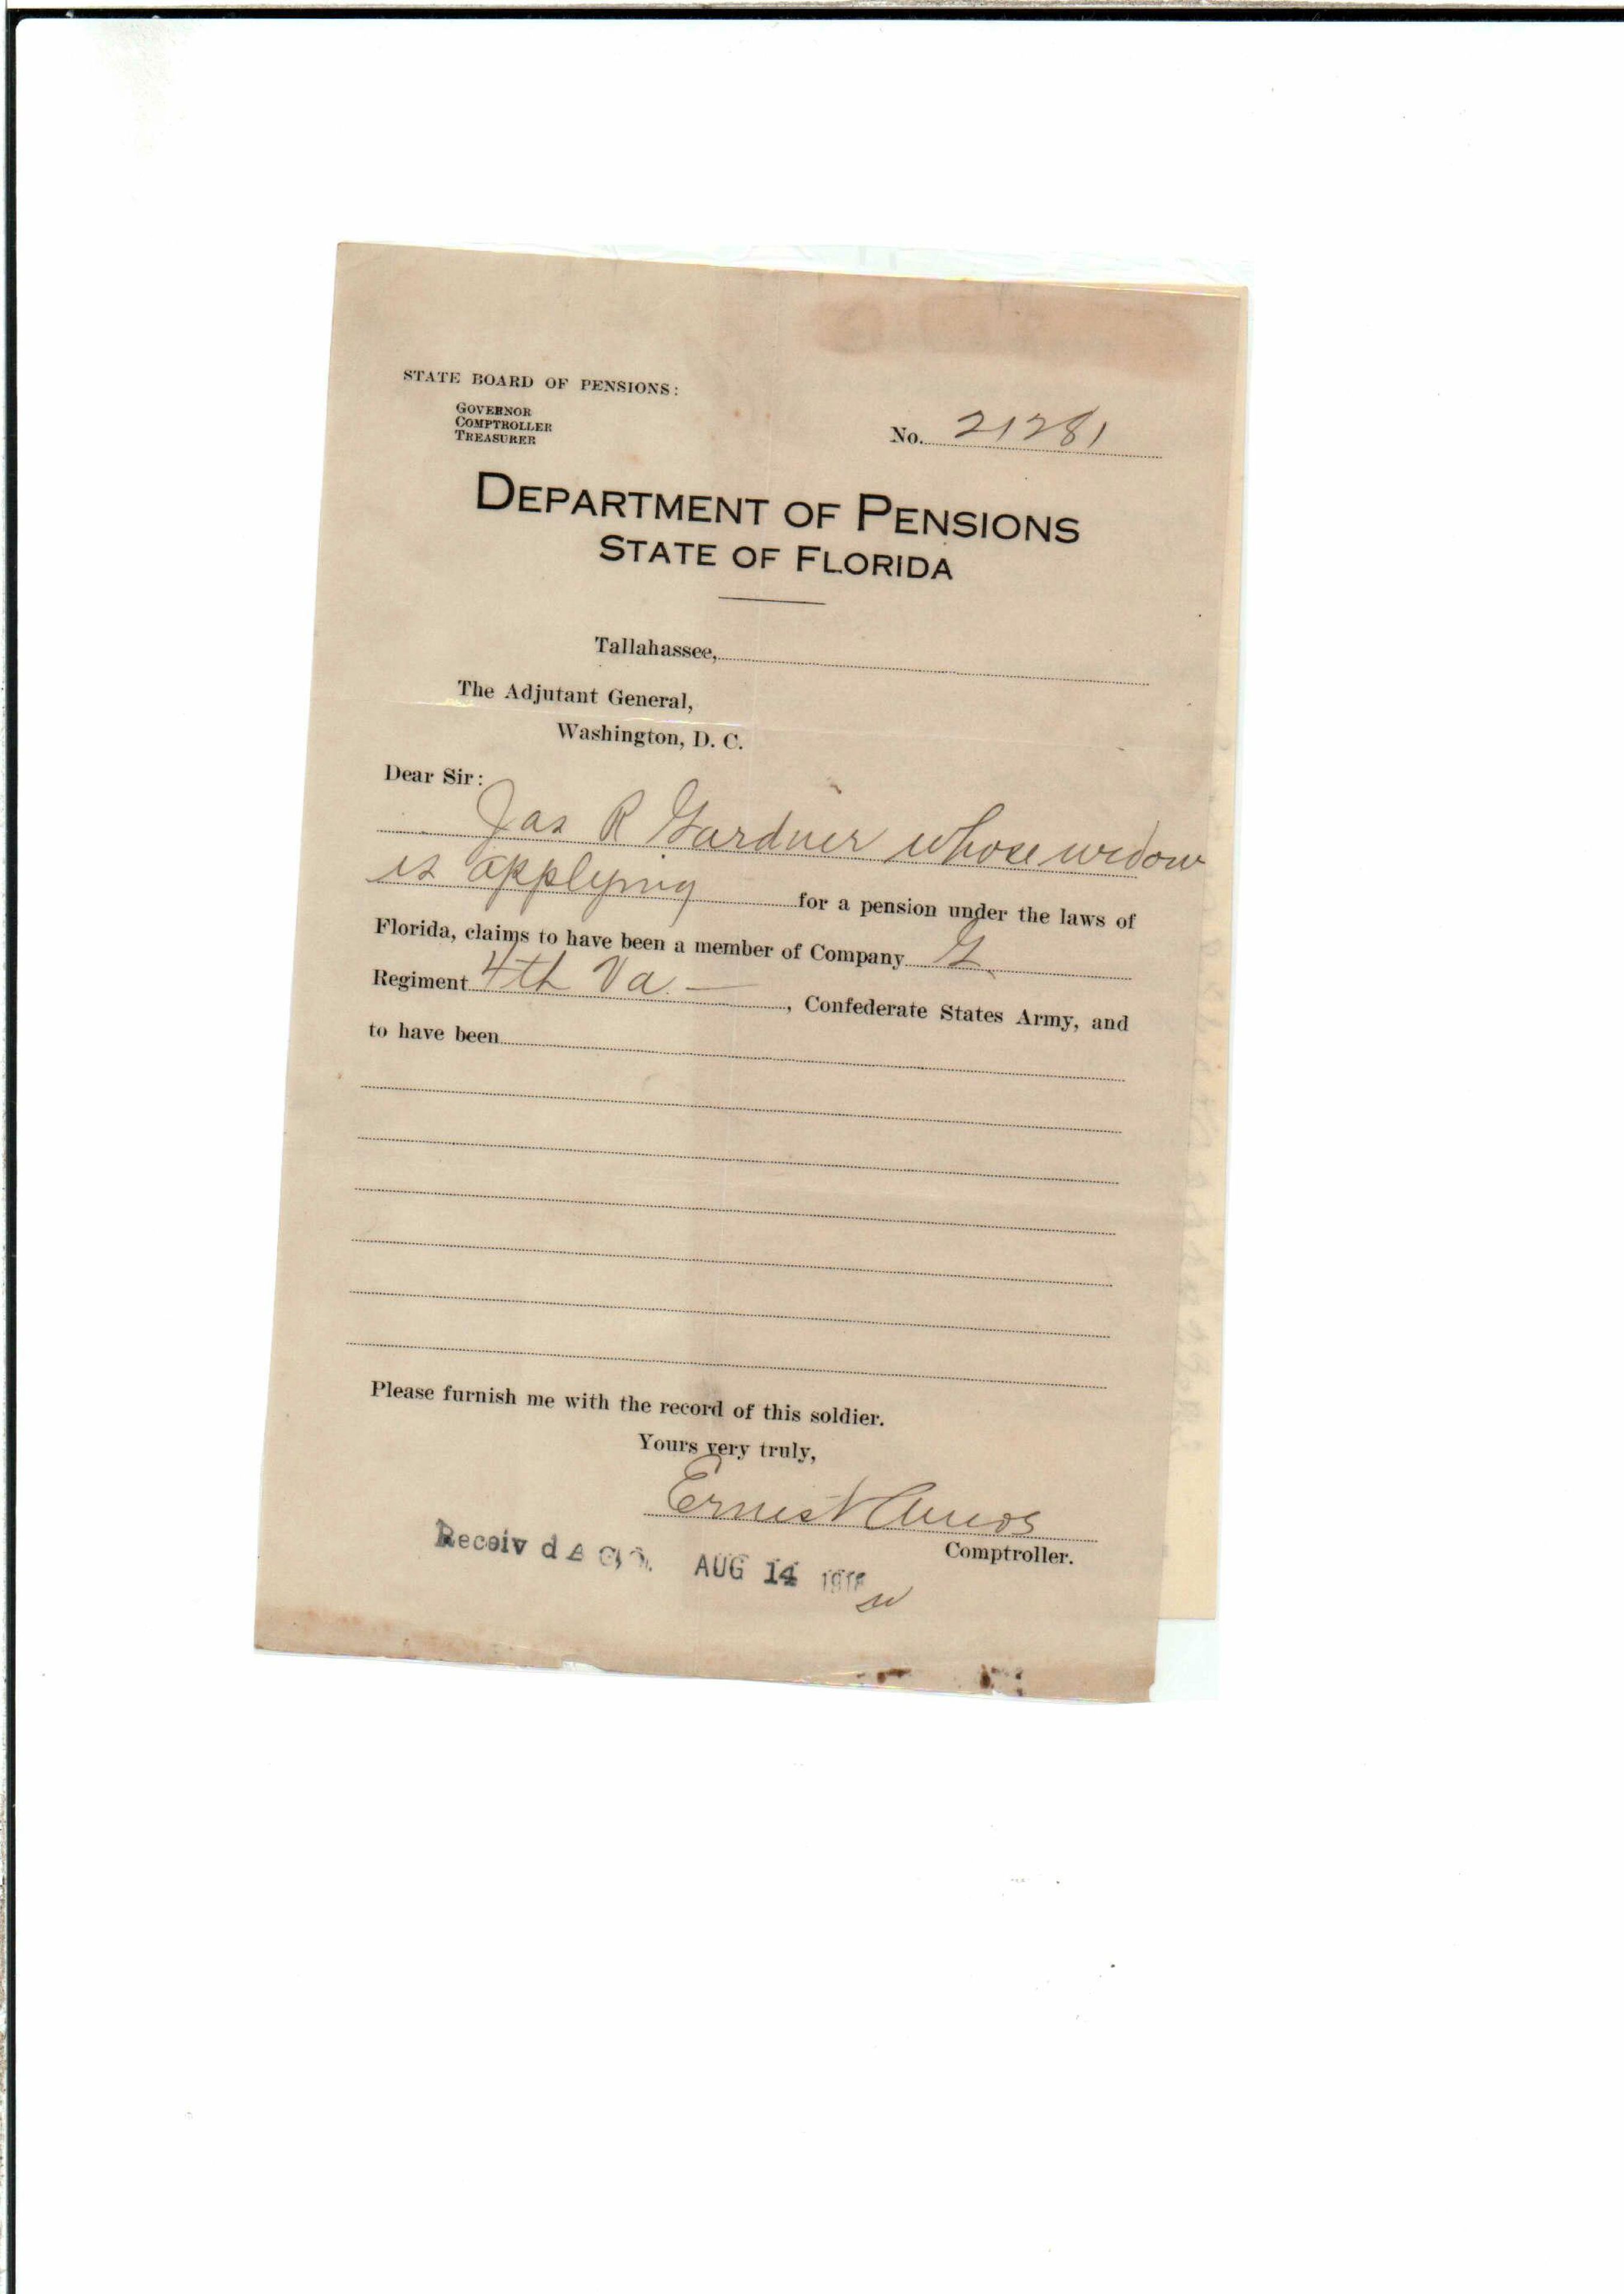 STATE BOARD OF PENSIONS:
GOVERNOR
COMPTROLLER
TREASURER
No. 21281
DEPARTMENT OF PENSIONS
STATE OF FLORIDA
Tallahassee,
The Adjutant General,
Washington, D. C.
Dear Sir:
Jas R Gardner whose widow
is applying for a pension under the laws of
Florida, claims to have been a member of Company G
Regiment 4th Va. —, Confederate States Army, and
to have been
Please furnish me with the record of this soldier.
Yours very truly,
Ernest Amos
Comptroller.
Receiv d A.G.O. AUG 14 1918